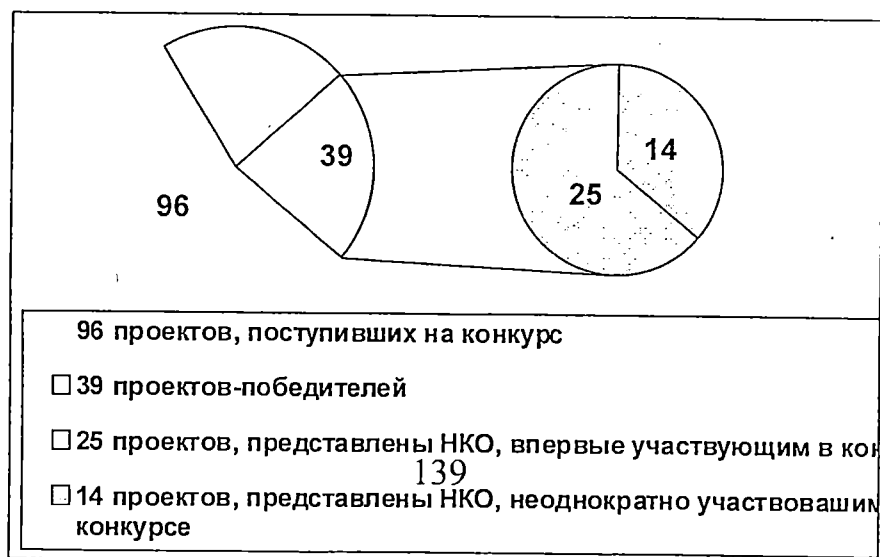 39
14
25
96
96 проектов, поступивших на конкурс
39 проектов-победителей
25 проектов, представлены НКО, впервые участвующим в кон
139
14 проектов, представлены НКО, неоднократно участвовашим
конкурсе